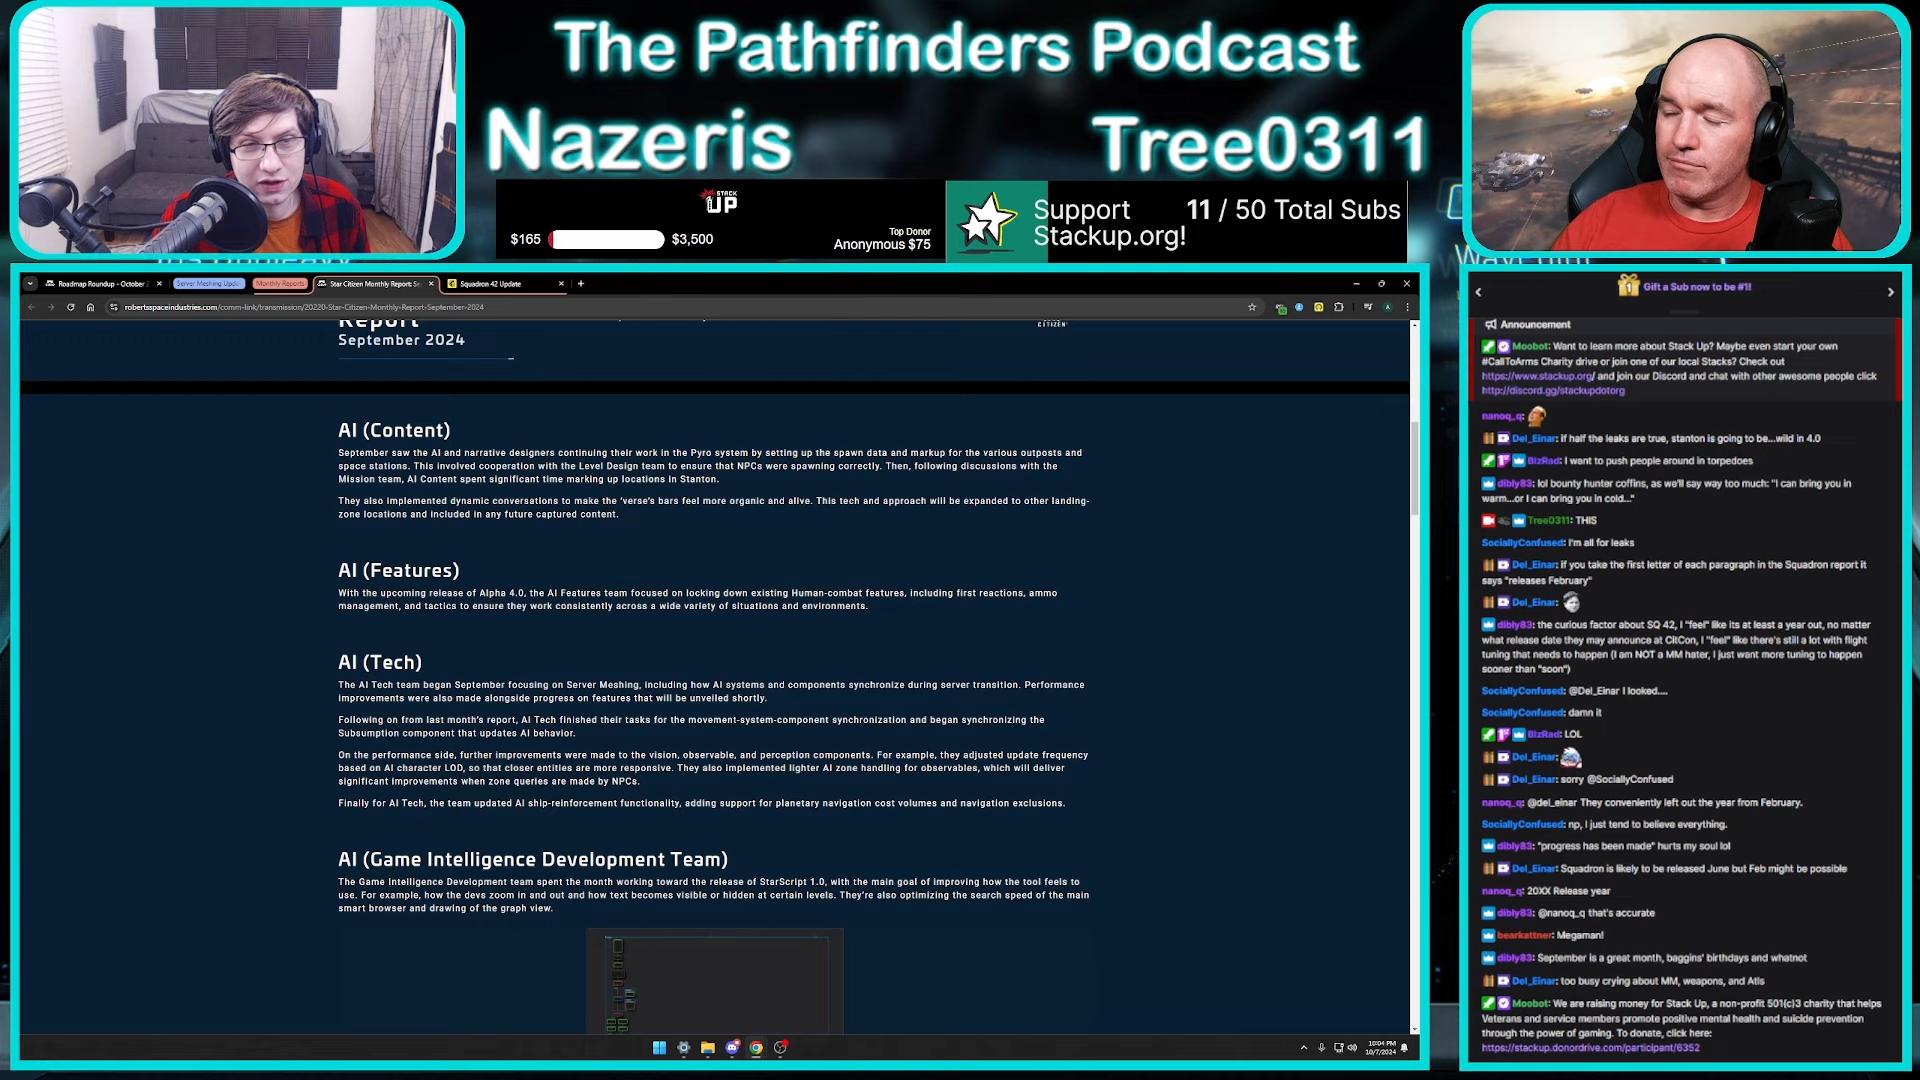 The Pathfinders Podcast
Nazeris
Tree0311
STACK
UP
$165
$3,500
Top Donor
Anonymous $75
Support
Stackup.org!
11 / 50 Total Subs
Roadmap Roundup - October 2
Server Meshing Upda
Monthly Reports
Star Citizen Monthly Report: Se
Squadron 42 Update
robertsspaceindustries.com/comm-link/transmission/20220-Star-Citizen-Monthly-Report-September-2024
Report
September 2024
CITIZEN
AI (Content)
September saw the AI and narrative designers continuing their work in the Pyro system by setting up the spawn data and markup for the various outposts and
space stations. This involved cooperation with the Level Design team to ensure that NPCs were spawning correctly. Then, following discussions with the
Mission team, AI Content spent significant time marking up locations in Stanton.
They also implemented dynamic conversations to make the 'verse's bars feel more organic and alive. This tech and approach will be expanded to other landing-
zone locations and included in any future captured content.
AI (Features)
With the upcoming release of Alpha 4.0, the AI Features team focused on locking down existing Human-combat features, including first reactions, ammo
management, and tactics to ensure they work consistently across a wide variety of situations and environments.
AI (Tech)
The AI Tech team began September focusing on Server Meshing, including how AI systems and components synchronize during server transition. Performance
improvements were also made alongside progress on features that will be unveiled shortly.
Following on from last month's report, AI Tech finished their tasks for the movement-system-component synchronization and began synchronizing the
Subsumption component that updates AI behavior.
On the performance side, further improvements were made to the vision, observable, and perception components. For example, they adjusted update frequency
based on AI character LOD, so that closer entities are more responsive. They also implemented lighter AI zone handling for observables, which will deliver
significant improvements when zone queries are made by NPCs.
Finally for AI Tech, the team updated AI ship-reinforcement functionality, adding support for planetary navigation cost volumes and navigation exclusions.
AI (Game Intelligence Development Team)
The Game Intelligence Development team spent the month working toward the release of StarScript 1.0, with the main goal of improving how the tool feels to
use. For example, how the devs zoom in and out and how text becomes visible or hidden at certain levels. They're also optimizing the search speed of the main
smart browser and drawing of the graph view.
10:04 PM
10/7/2024
Gift a Sub now to be #1!
Announcement
Moobot: Want to learn more about Stack Up? Maybe even start your own
#CallToArms Charity drive or join one of our local Stacks? Check out
https://www.stackup.org/ and join our Discord and chat with other awesome people click
http://discord.gg/stackupdotorg
nanoq_q:
Del_Einar: if half the leaks are true, stanton is going to be...wild in 4.0
BizRad: I want to push people around in torpedoes
dibly83: lol bounty hunter coffins, as we'll say way too much: "I can bring you in
warm...or I can bring you in cold..."
Tree0311: THIS
SociallyConfused: I'm all for leaks
Del_Einar: if you take the first letter of each paragraph in the Squadron report it
says "releases February"
Del_Einar:
dibly83: the curious factor about SQ 42, I "feel" like its at least a year out, no matter
what release date they may announce at CitCon, I "feel" like there's still a lot with flight
tuning that needs to happen (I am NOT a MM hater, I just want more tuning to happen
sooner than "soon")
SociallyConfused: @Del_Einar I looked....
SociallyConfused: damn it
BizRad: LOL
Del_Einar:
Del_Einar: sorry @SociallyConfused
nanoq_q: @del_einar They conveniently left out the year from February.
SociallyConfused: np, I just tend to believe everything.
dibly83: "progress has been made" hurts my soul lol
Del_Einar: Squadron is likely to be released June but Feb might be possible
nanoq_q: 20XX Release year
dibly83: @nanoq_q that's accurate
bearkattner: Megaman!
dibly83: September is a great month, baggins' birthdays and whatnot
Del_Einar: too busy crying about MM, weapons, and Atls
Moobot: We are raising money for Stack Up, a non-profit 501(c)3 charity that helps
Veterans and service members promote positive mental health and suicide prevention
through the power of gaming. To donate, click here:
https://stackup.donordrive.com/participant/6352